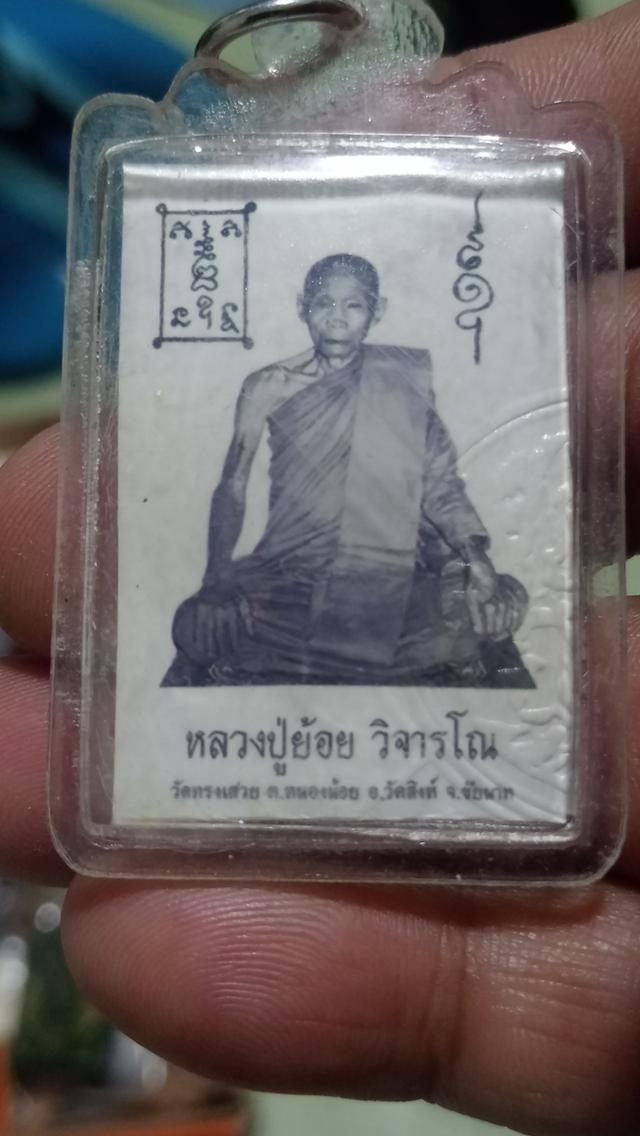 หลวงปู่ย้อย วิจารโณ
วัดทรงเสวย ต.หนองน้อย อ.วัดสิงห์ จ.ชัยนาท